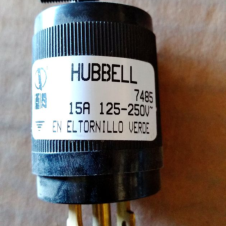 HUBBELL
7485
15A 125-250V~
EN ELTORNILLO VERDE